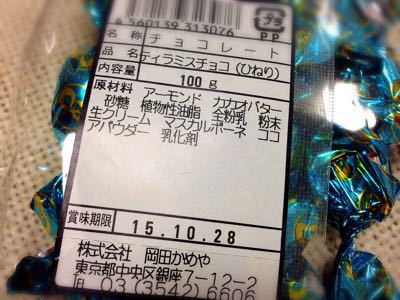 4560139313076
プラ
PP
名称 チョコレート
ティラミスチョコ(ひねり)
内容量 100g
原材料 アーモンド カカオバター
砂糖 植物性油脂 全粉乳 粉末
生クリーム マスカルポーネ ココ
アパウダー 乳化剤
賞味期限 15.10.28
株式会社 岡田かめや
東京都中央区銀座7-12-2
03(3542)6606